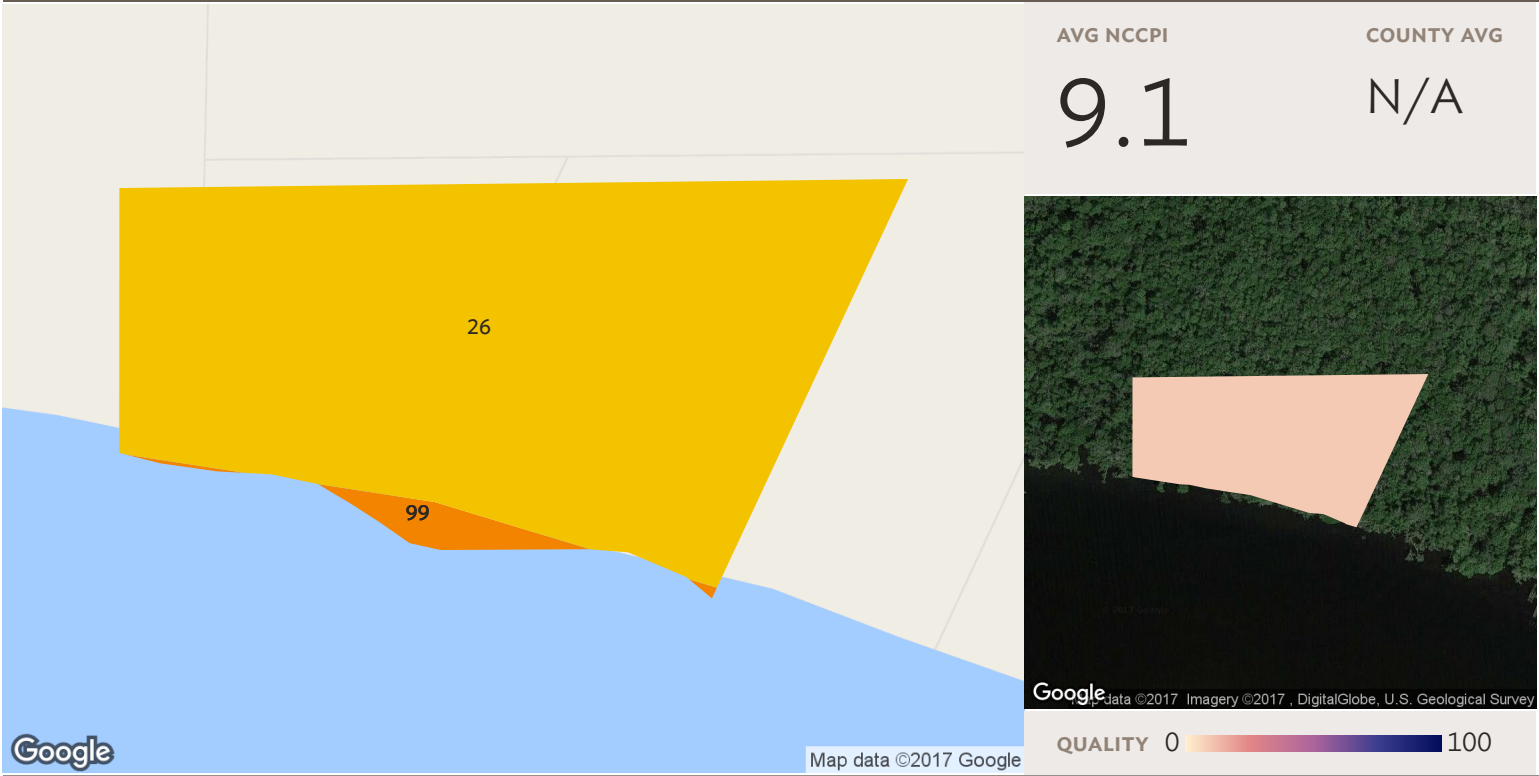 AVG NCCPI
COUNTY AVG
9.1
N/A
26
99
Google
Map data ©2017 Google
Google
data ©2017 Imagery ©2017 , DigitalGlobe, U.S. Geological Survey
QUALITY 0 100